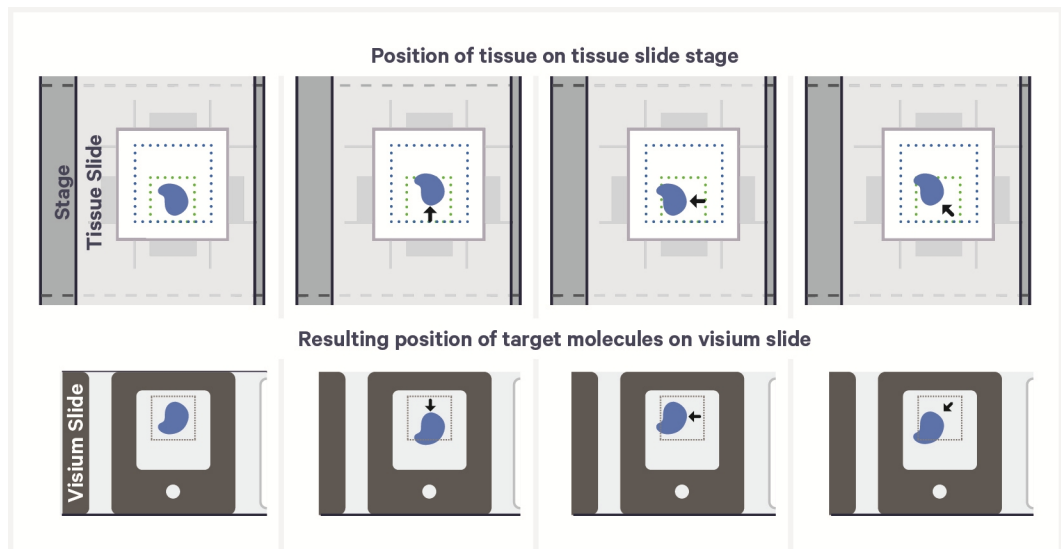 Position of tissue on tissue slide stage
Stage
Tissue Slide
Resulting position of target molecules on visium slide
Visium Slide